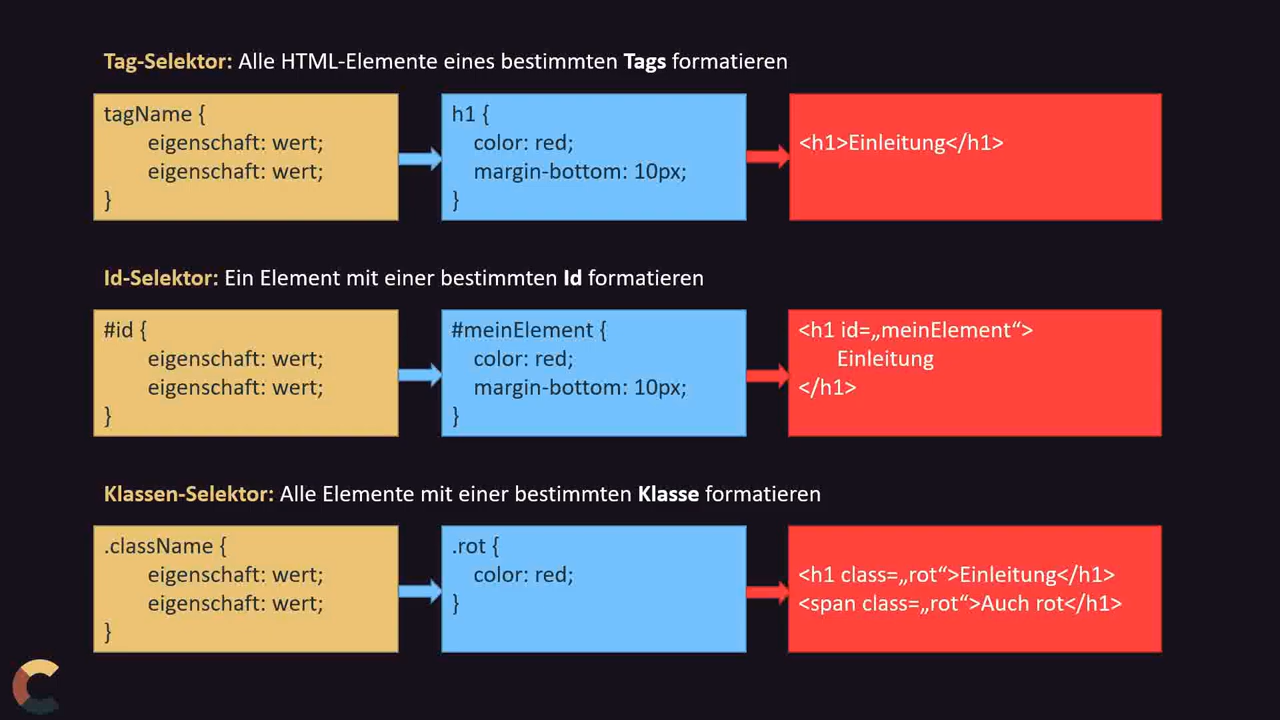 Tag-Selektor: Alle HTML-Elemente eines bestimmten Tags formatieren
tagName {
eigenschaft: wert;
eigenschaft: wert;
}
h1 {
color: red;
margin-bottom: 10px;
}
<h1>Einleitung</h1>
Id-Selektor: Ein Element mit einer bestimmten Id formatieren
#id {
eigenschaft: wert;
eigenschaft: wert;
}
#meinElement {
color: red;
margin-bottom: 10px;
}
<h1 id=„meinElement“>
Einleitung
</h1>
Klassen-Selektor: Alle Elemente mit einer bestimmten Klasse formatieren
.className {
eigenschaft: wert;
eigenschaft: wert;
}
.rot {
color: red;
}
<h1 class=„rot“>Einleitung</h1>
<span class=„rot“>Auch rot</h1>